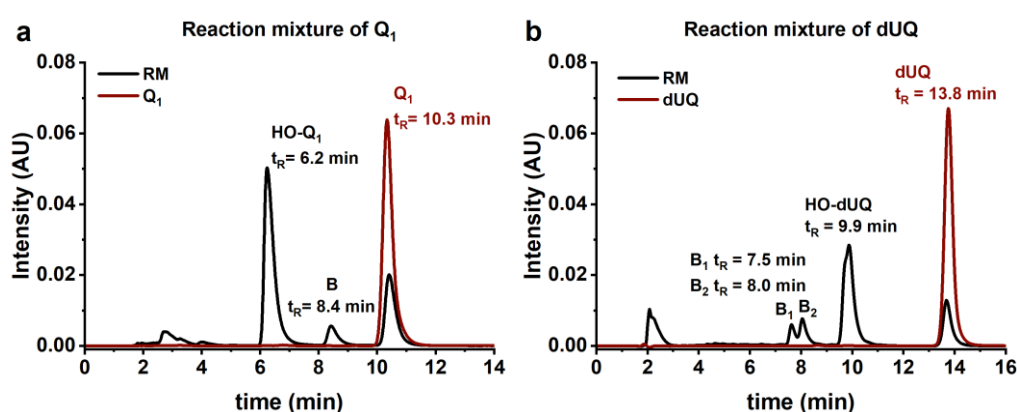 a
Reaction mixture of Q₁
RM
Q₁
HO-Q₁
tR= 6.2 min
B
tR= 8.4 min
Q₁
tR= 10.3 min
Intensity (AU)
0.08
0.06
0.04
0.02
0.00
0 2 4 6 8 10 12 14
time (min)
b
Reaction mixture of dUQ
RM
dUQ
B₁ tR = 7.5 min
B₂ tR = 8.0 min
B₁ B₂
HO-dUQ
tR = 9.9 min
dUQ
tR = 13.8 min
Intensity (AU)
0.08
0.06
0.04
0.02
0.00
0 2 4 6 8 10 12 14 16
time (min)